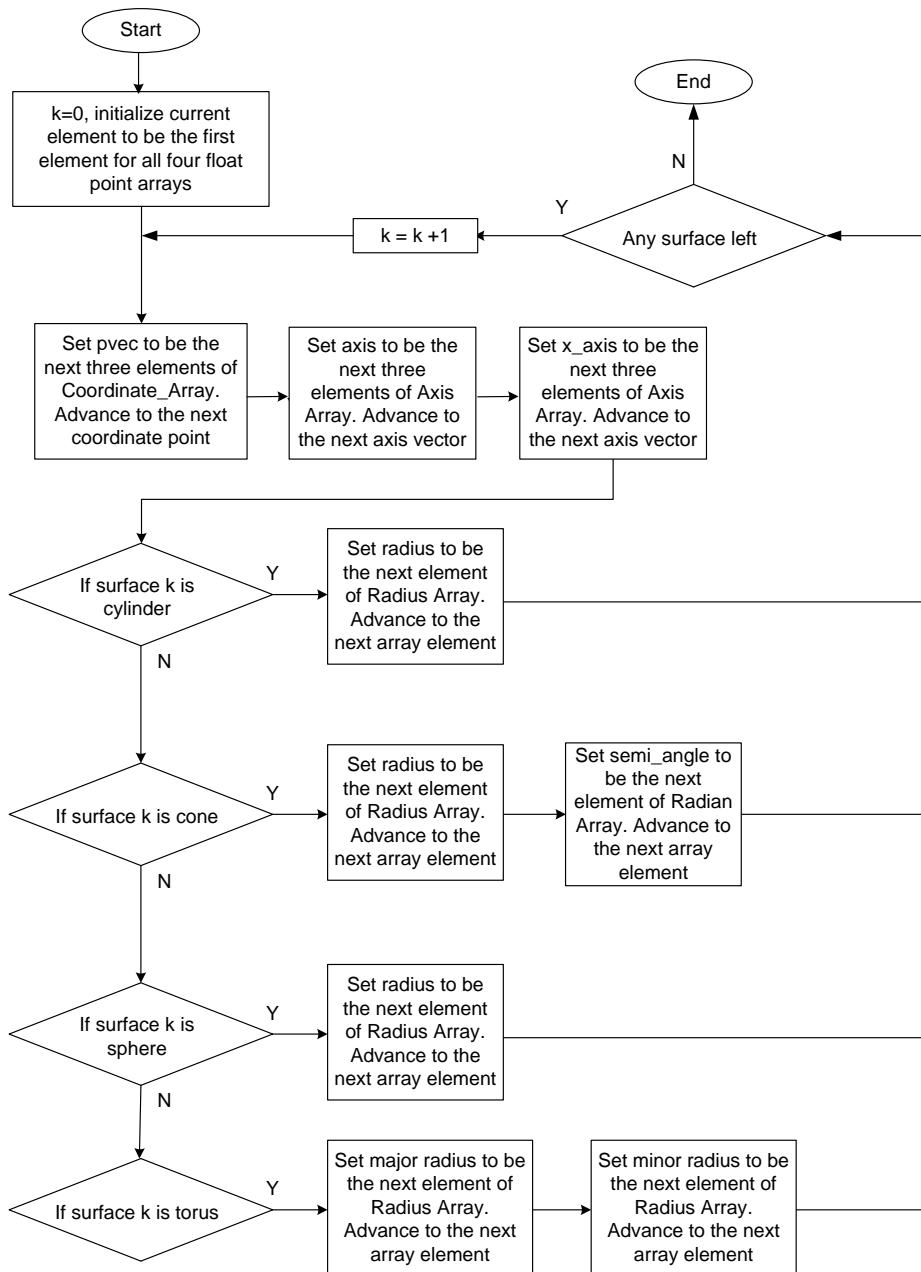 Start
k=0, initialize current
element to be the first
element for all four float
point arrays
End
N
Y
k = k +1
Any surface left
Set pvec to be the
next three elements of
Coordinate_Array.
Advance to the next
coordinate point
Set axis to be the
next three
elements of Axis
Array. Advance to
the next axis vector
Set x_axis to be the
next three
elements of Axis
Array. Advance to
the next axis vector
If surface k is
cylinder
Y
N
Set radius to be
the next element
of Radius Array.
Advance to the
next array element
If surface k is cone
Y
N
Set radius to be
the next element
of Radius Array.
Advance to the
next array element
Set semi_angle to
be the next
element of Radian
Array. Advance to
the next array
element
If surface k is
sphere
Y
N
Set radius to be
the next element
of Radius Array.
Advance to the
next array element
If surface k is torus
Y
Set major radius to be
the next element of
Radius Array.
Advance to the next
array element
Set minor radius to be
the next element of
Radius Array.
Advance to the next
array element